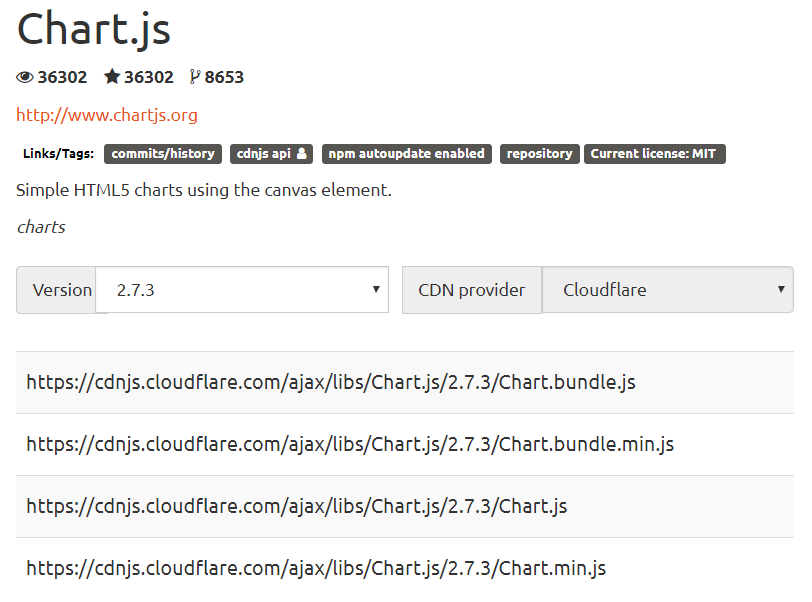 Chart.js
36302 36302 8653
http://www.chartjs.org
Links/Tags: commits/history cdnjs api npm autoupdate enabled repository Current license: MIT
Simple HTML5 charts using the canvas element.
charts
Version 2.7.3 CDN provider Cloudflare
https://cdnjs.cloudflare.com/ajax/libs/Chart.js/2.7.3/Chart.bundle.js
https://cdnjs.cloudflare.com/ajax/libs/Chart.js/2.7.3/Chart.bundle.min.js
https://cdnjs.cloudflare.com/ajax/libs/Chart.js/2.7.3/Chart.js
https://cdnjs.cloudflare.com/ajax/libs/Chart.js/2.7.3/Chart.min.js